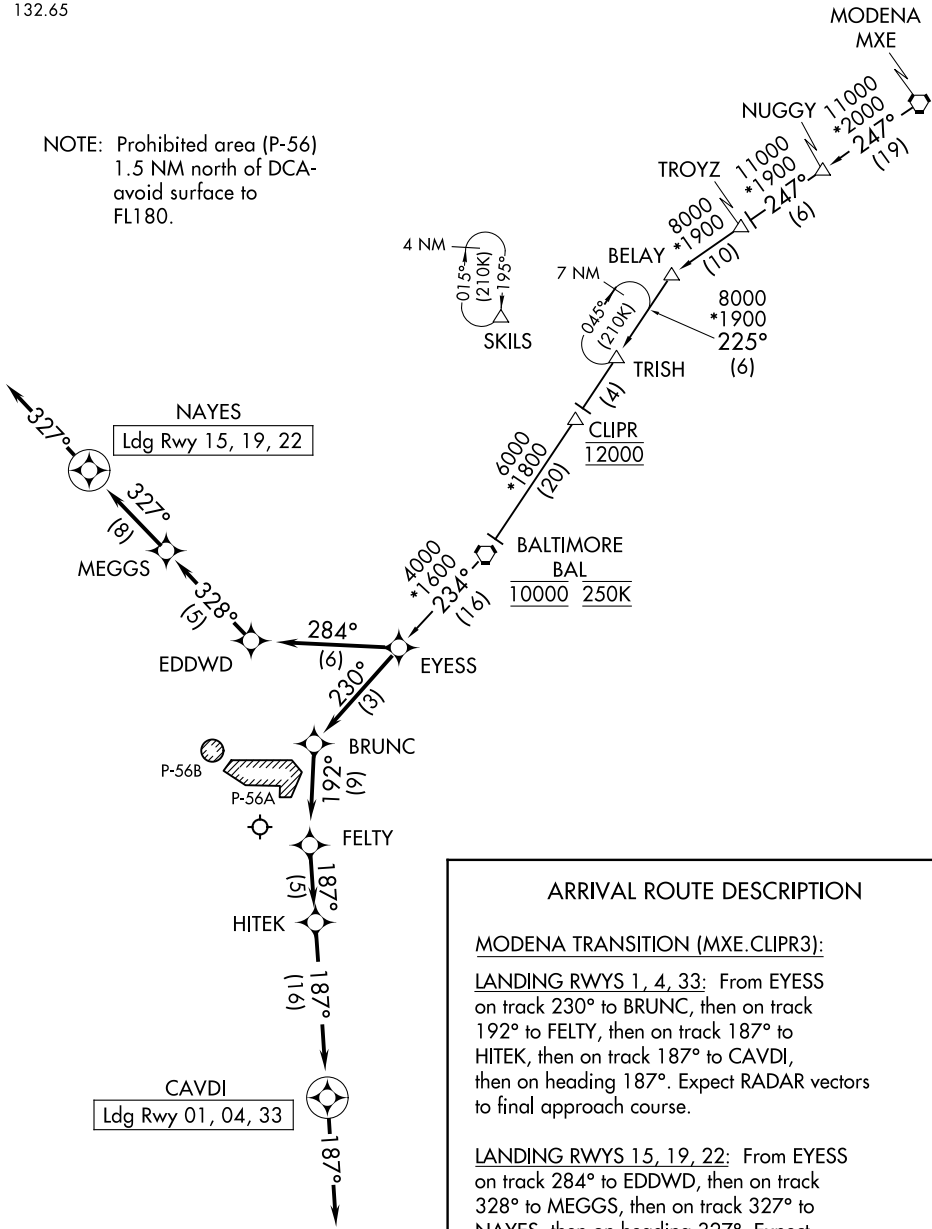 132.65
MODENA
MXE
NUGGY
11000
*2000
247°
(19)
NOTE: Prohibited area (P-56)
1.5 NM north of DCA-
avoid surface to
FL180.
TROYZ
11000
*1900
247°
(6)
BELAY
8000
*1900
(10)
4 NM
015°
(210K)
195°
SKILS
7 NM
045°
(210K)
8000
*1900
225°
(6)
TRISH
(4)
CLIPR
12000
6000
*1800
(20)
NAYES
Ldg Rwy 15, 19, 22
327°
327°
(8)
MEGGS
BALTIMORE
BAL
10000 250K
4000
*1600
234°
(16)
328°
(5)
EDDWD
284°
(6)
EYESS
230°
(3)
BRUNC
P-56B
P-56A
192°
(9)
FELTY
187°
(5)
HITEK
187°
(16)
CAVDI
Ldg Rwy 01, 04, 33
187°
ARRIVAL ROUTE DESCRIPTION
MODENA TRANSITION (MXE.CLIPR3):
LANDING RWYS 1, 4, 33: From EYESS
on track 230° to BRUNC, then on track
192° to FELTY, then on track 187° to
HITEK, then on track 187° to CAVDI,
then on heading 187°. Expect RADAR vectors
to final approach course.
LANDING RWYS 15, 19, 22: From EYESS
on track 284° to EDDWD, then on track
328° to MEGGS, then on track 327° to
NAYES, then on heading 327°. Expect